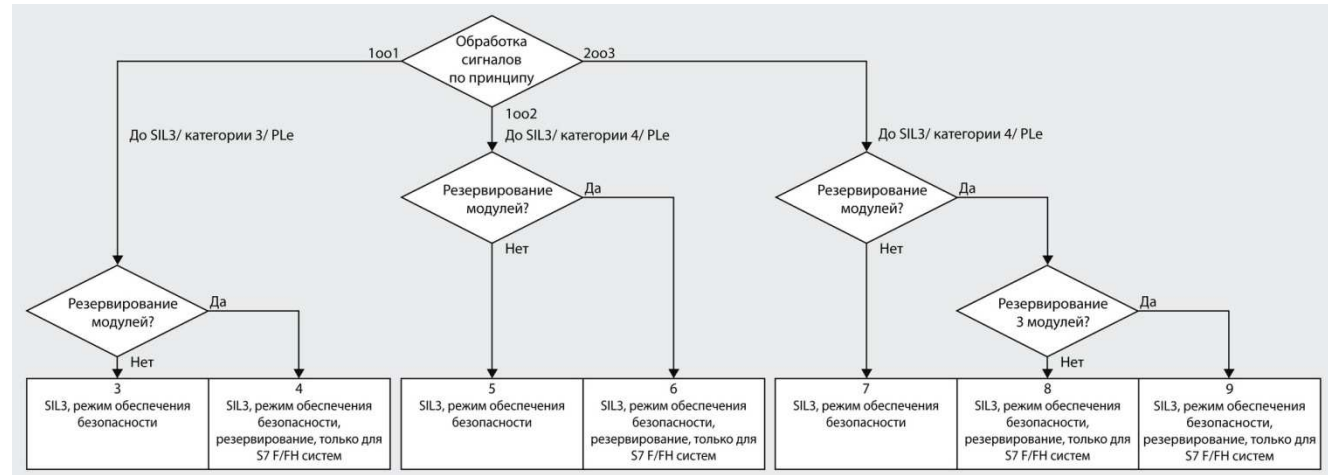 Обработка
сигналов
по принципу
1oo1
2oo3
1oo2
До SIL3/ категории 3/ PLe
До SIL3/ категории 4/ PLe
До SIL3/ категории 4/ PLe
Резервирование
модулей?
Да
Нет
Резервирование
модулей?
Да
Нет
Резервирование
модулей?
Да
Нет
Резервирование
3 модулей?
Да
Нет
3
SIL3, режим обеспечения
безопасности
4
SIL3, режим обеспечения
безопасности,
резервирование, только для
S7 F/FH систем
5
SIL3, режим обеспечения
безопасности
6
SIL3, режим обеспечения
безопасности,
резервирование, только для
S7 F/FH систем
7
SIL3, режим обеспечения
безопасности
8
SIL3, режим обеспечения
безопасности,
резервирование, только для
S7 F/FH систем
9
SIL3, режим обеспечения
безопасности,
резервирование, только для
S7 F/FH систем